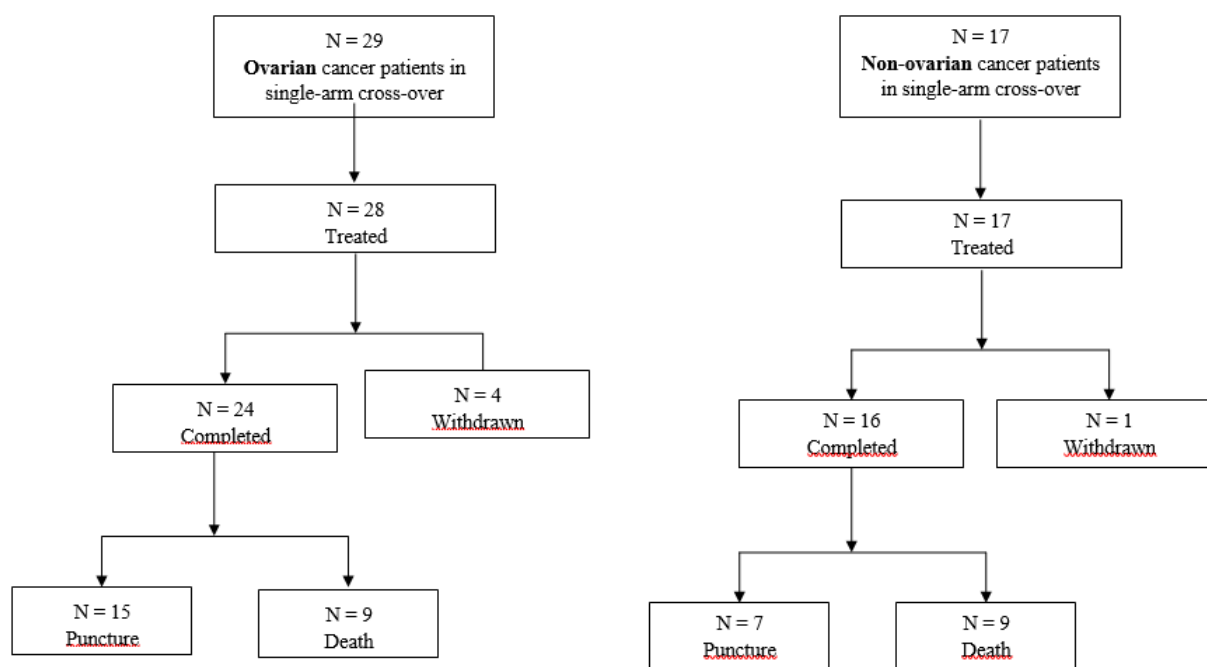 N = 29
Ovarian cancer patients in
single-arm cross-over
N = 28
Treated
N = 24
Completed
N = 4
Withdrawn
N = 15
Puncture
N = 9
Death
N = 17
Non-ovarian cancer patients
in single-arm cross-over
N = 17
Treated
N = 16
Completed
N = 1
Withdrawn
N = 7
Puncture
N = 9
Death